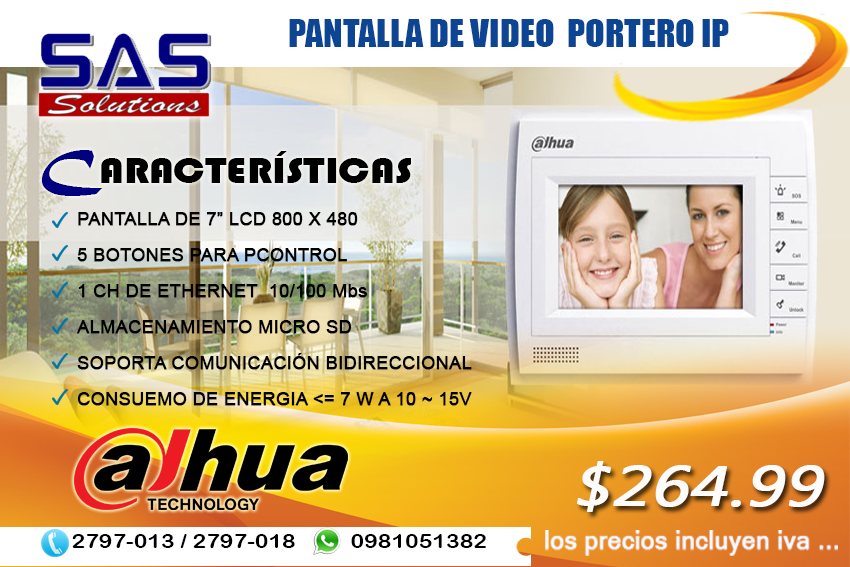 PANTALLA DE VIDEO PORTERO IP
SAS
Solutions
CARACTERÍSTICAS
PANTALLA DE 7” LCD 800 X 480
5 BOTONES PARA PCONTROL
1 CH DE ETHERNET 10/100 Mbs
ALMACENAMIENTO MICRO SD
SOPORTA COMUNICACIÓN BIDIRECCIONAL
CONSUEMO DE ENERGIA <= 7 W A 10 ~ 15V
alhua
SOS
Menu
Call
Monitor
Unlock
Power
Info
alhua
TECHNOLOGY
$264.99
2797-013 / 2797-018 0981051382
los precios incluyen iva ...